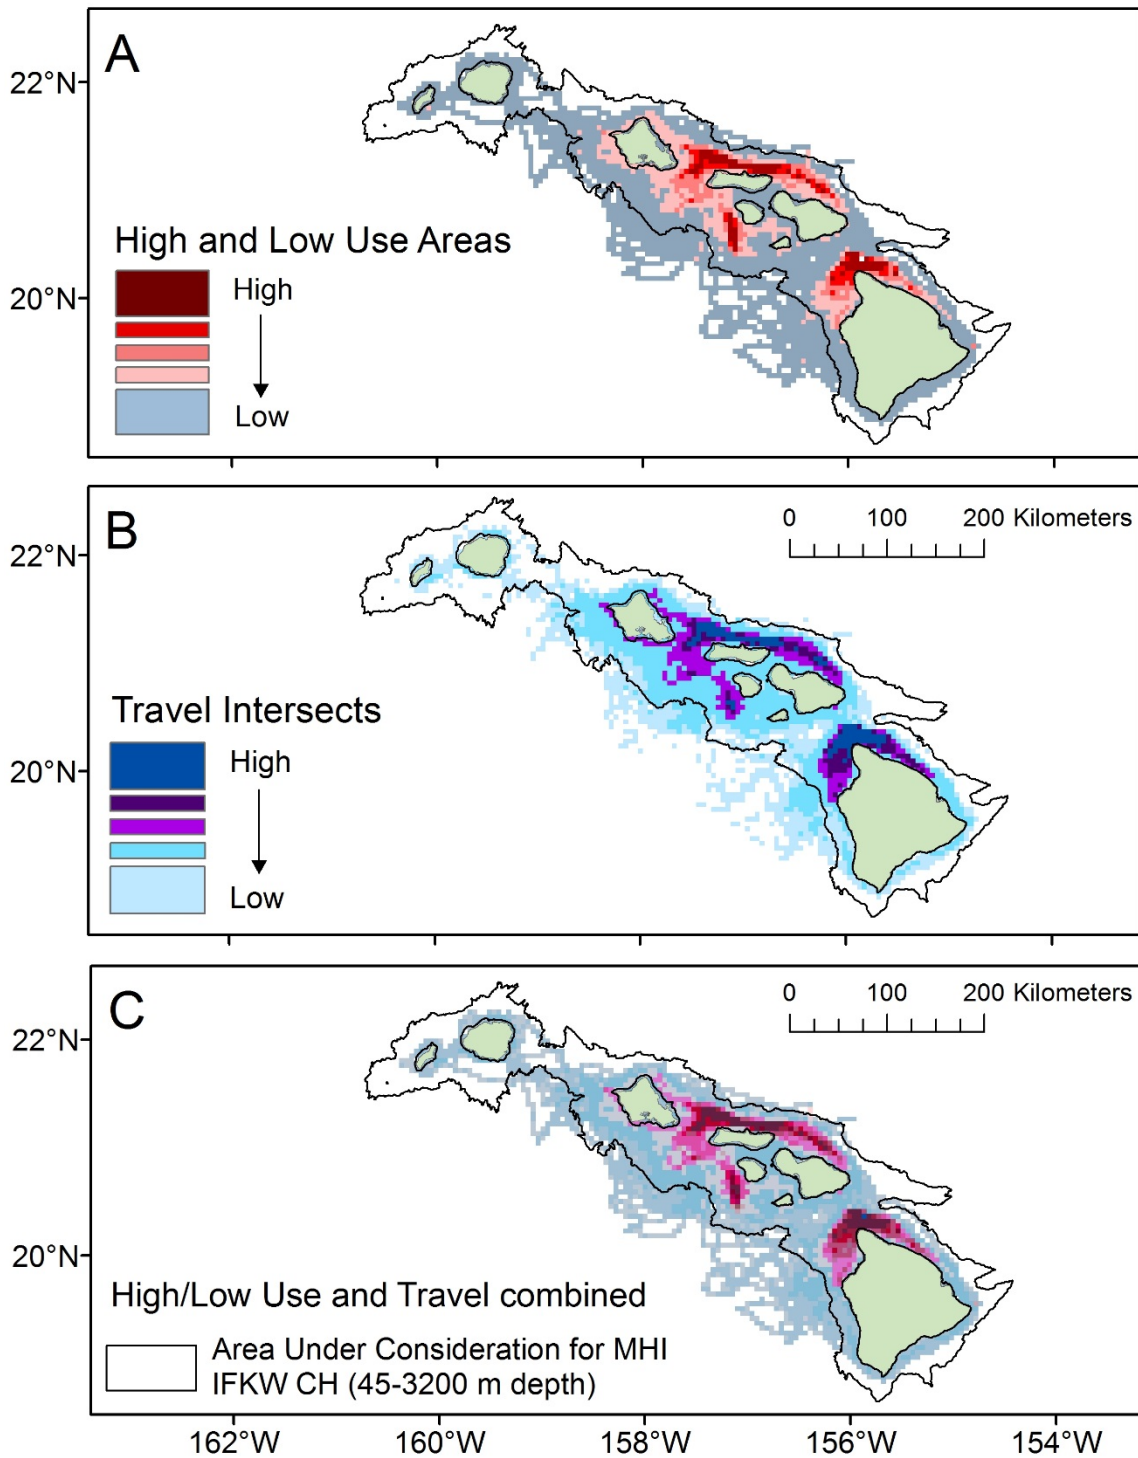 A
22°N
20°N
High and Low Use Areas
High
Low
B
0 100 200 Kilometers
22°N
20°N
Travel Intersects
High
Low
C
0 100 200 Kilometers
22°N
20°N
High/Low Use and Travel combined
Area Under Consideration for MHI
IFKW CH (45-3200 m depth)
162°W 160°W 158°W 156°W 154°W